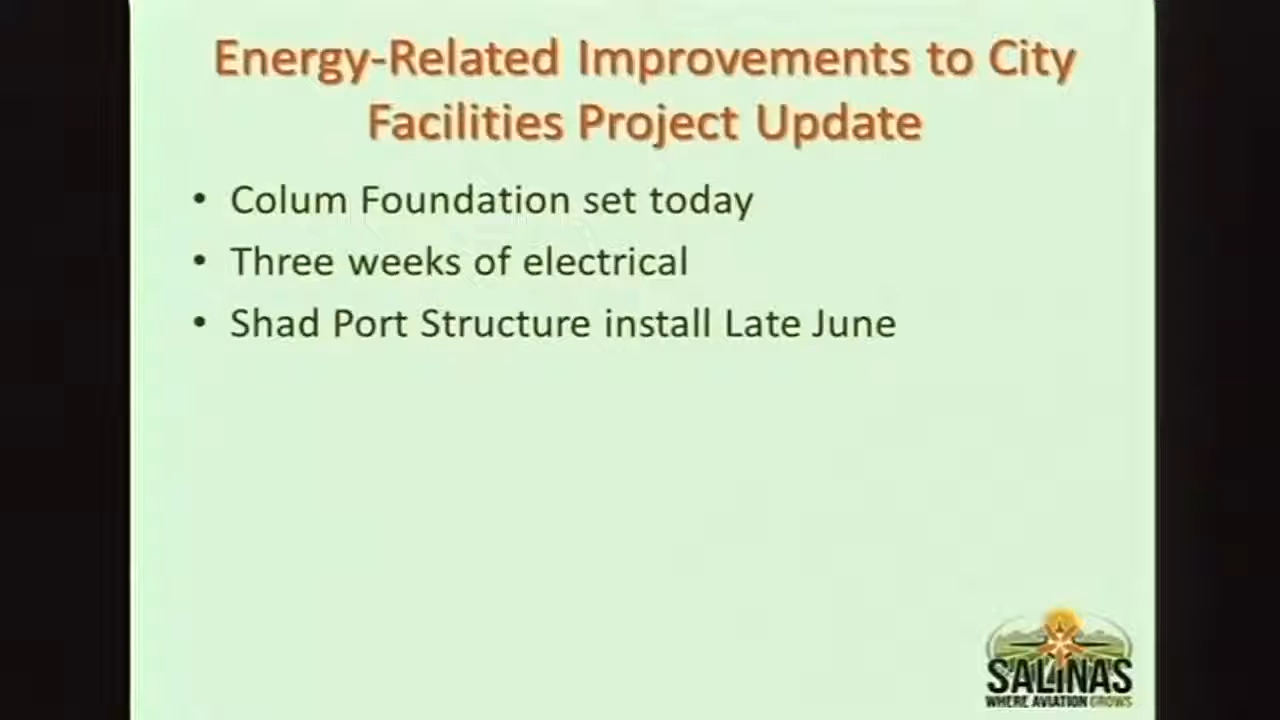 Energy-Related Improvements to City
Facilities Project Update
• Colum Foundation set today
• Three weeks of electrical
• Shad Port Structure install Late June
SALINAS
WHERE AVIATION GROWS